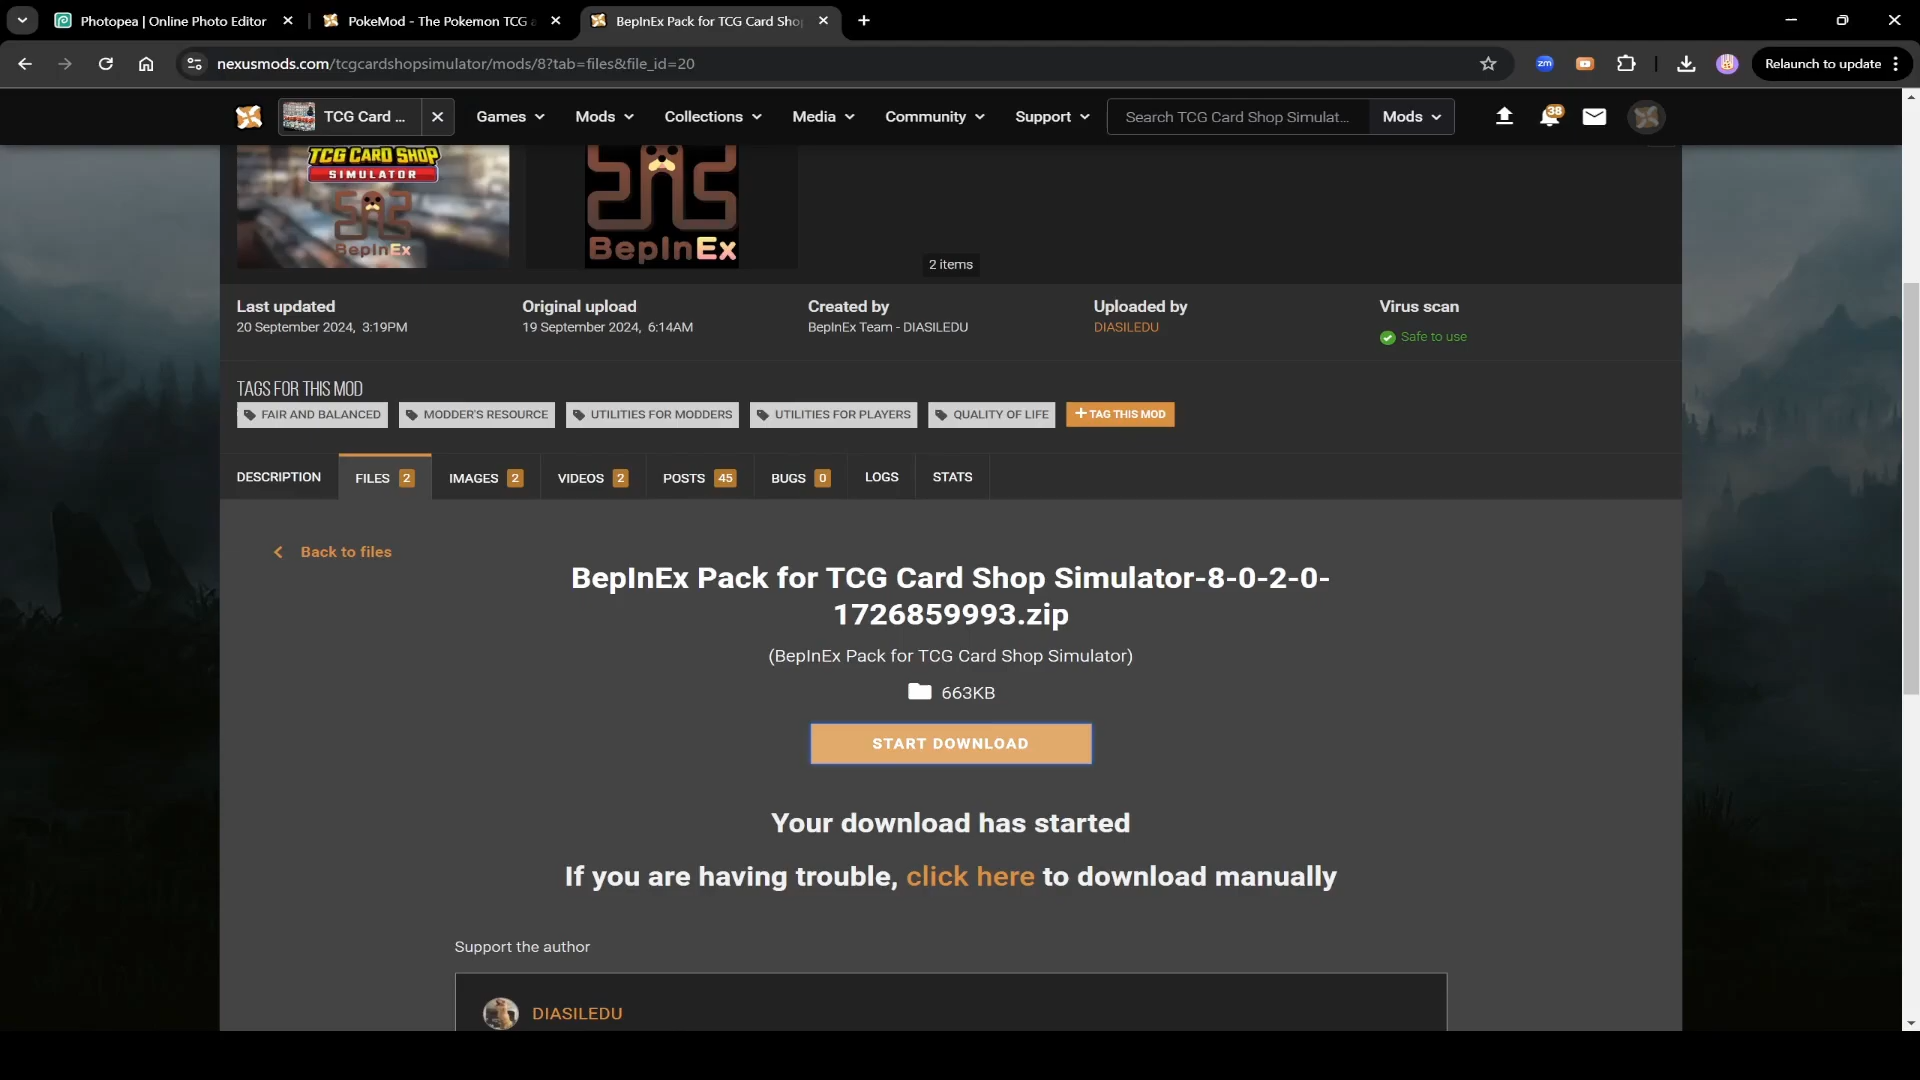 Photopea | Online Photo Editor
PokeMod - The Pokemon TCG a
BepInEx Pack for TCG Card Sho
nexusmods.com/tcgcardshopsimulator/mods/8?tab=files&file_id=20
zm
Relaunch to update
TCG Card ...
Games
Mods
Collections
Media
Community
Support
Search TCG Card Shop Simulat...
Mods
38
TCG CARD SHOP
SIMULATOR
BepInEx
BepInEx
2 items
Last updated
20 September 2024, 3:19PM
Original upload
19 September 2024, 6:14AM
Created by
BepInEx Team - DIASILEDU
Uploaded by
DIASILEDU
Virus scan
Safe to use
TAGS FOR THIS MOD
FAIR AND BALANCED
MODDER'S RESOURCE
UTILITIES FOR MODDERS
UTILITIES FOR PLAYERS
QUALITY OF LIFE
+ TAG THIS MOD
DESCRIPTION
FILES 2
IMAGES 2
VIDEOS 2
POSTS 45
BUGS 0
LOGS
STATS
Back to files
BepInEx Pack for TCG Card Shop Simulator-8-0-2-0-
1726859993.zip
(BepInEx Pack for TCG Card Shop Simulator)
663KB
START DOWNLOAD
Your download has started
If you are having trouble, click here to download manually
Support the author
DIASILEDU